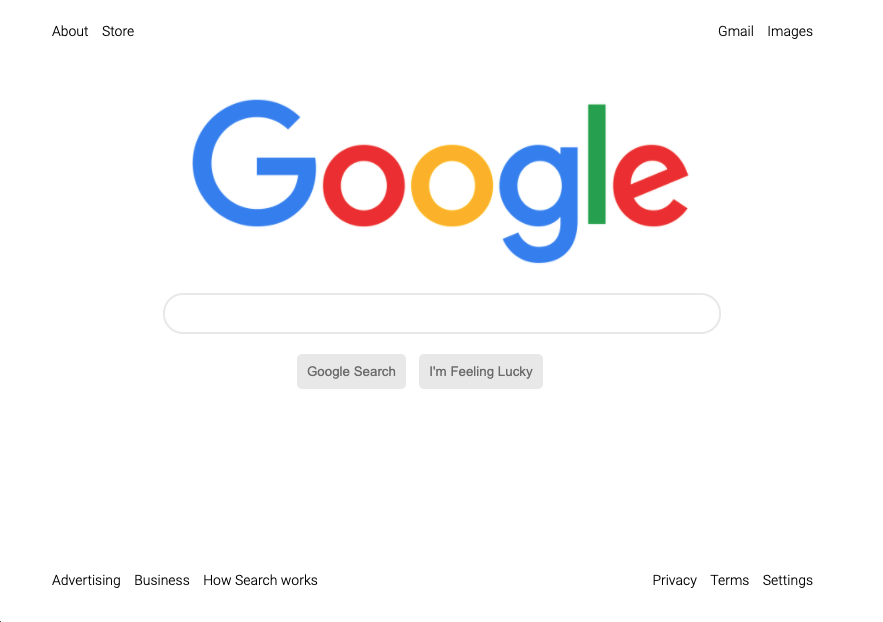 About Store Gmail Images
Google
Google Search I'm Feeling Lucky
Advertising Business How Search works Privacy Terms Settings